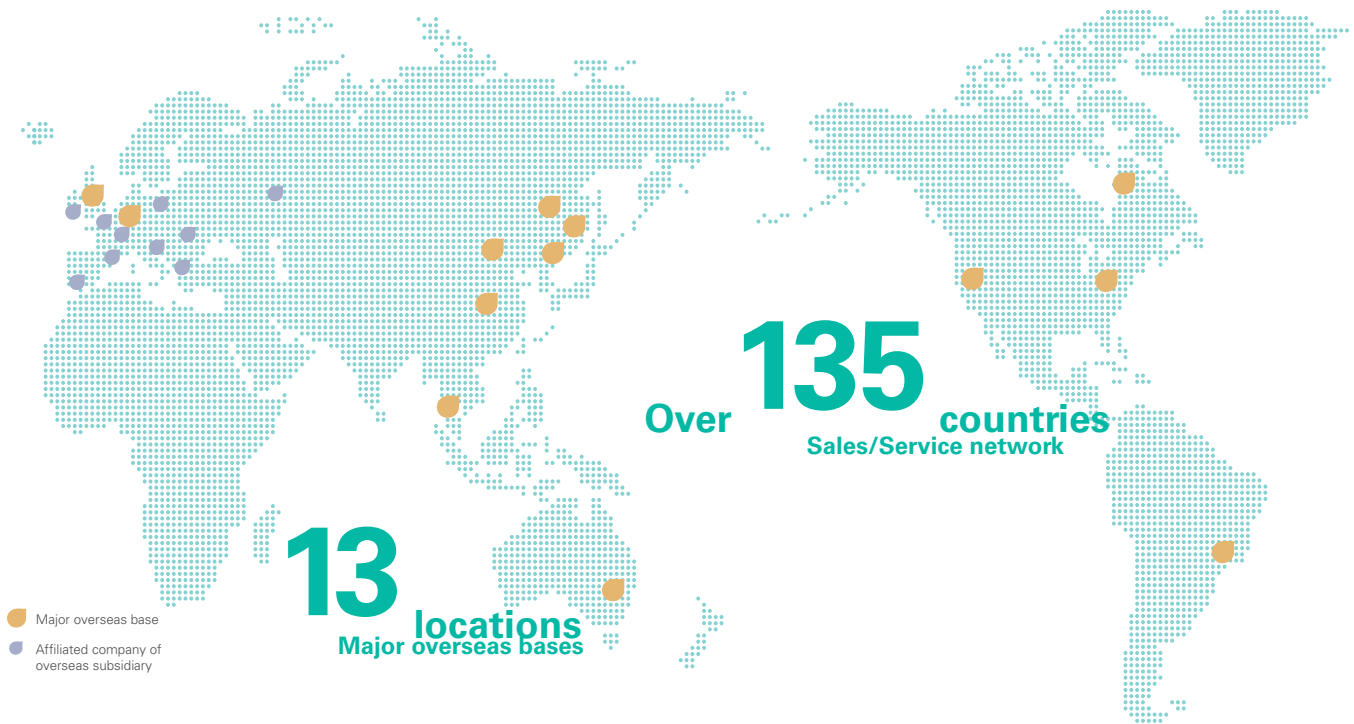 Over 135 countries
Sales/Service network
13 locations
Major overseas bases
Major overseas base
Affiliated company of
overseas subsidiary